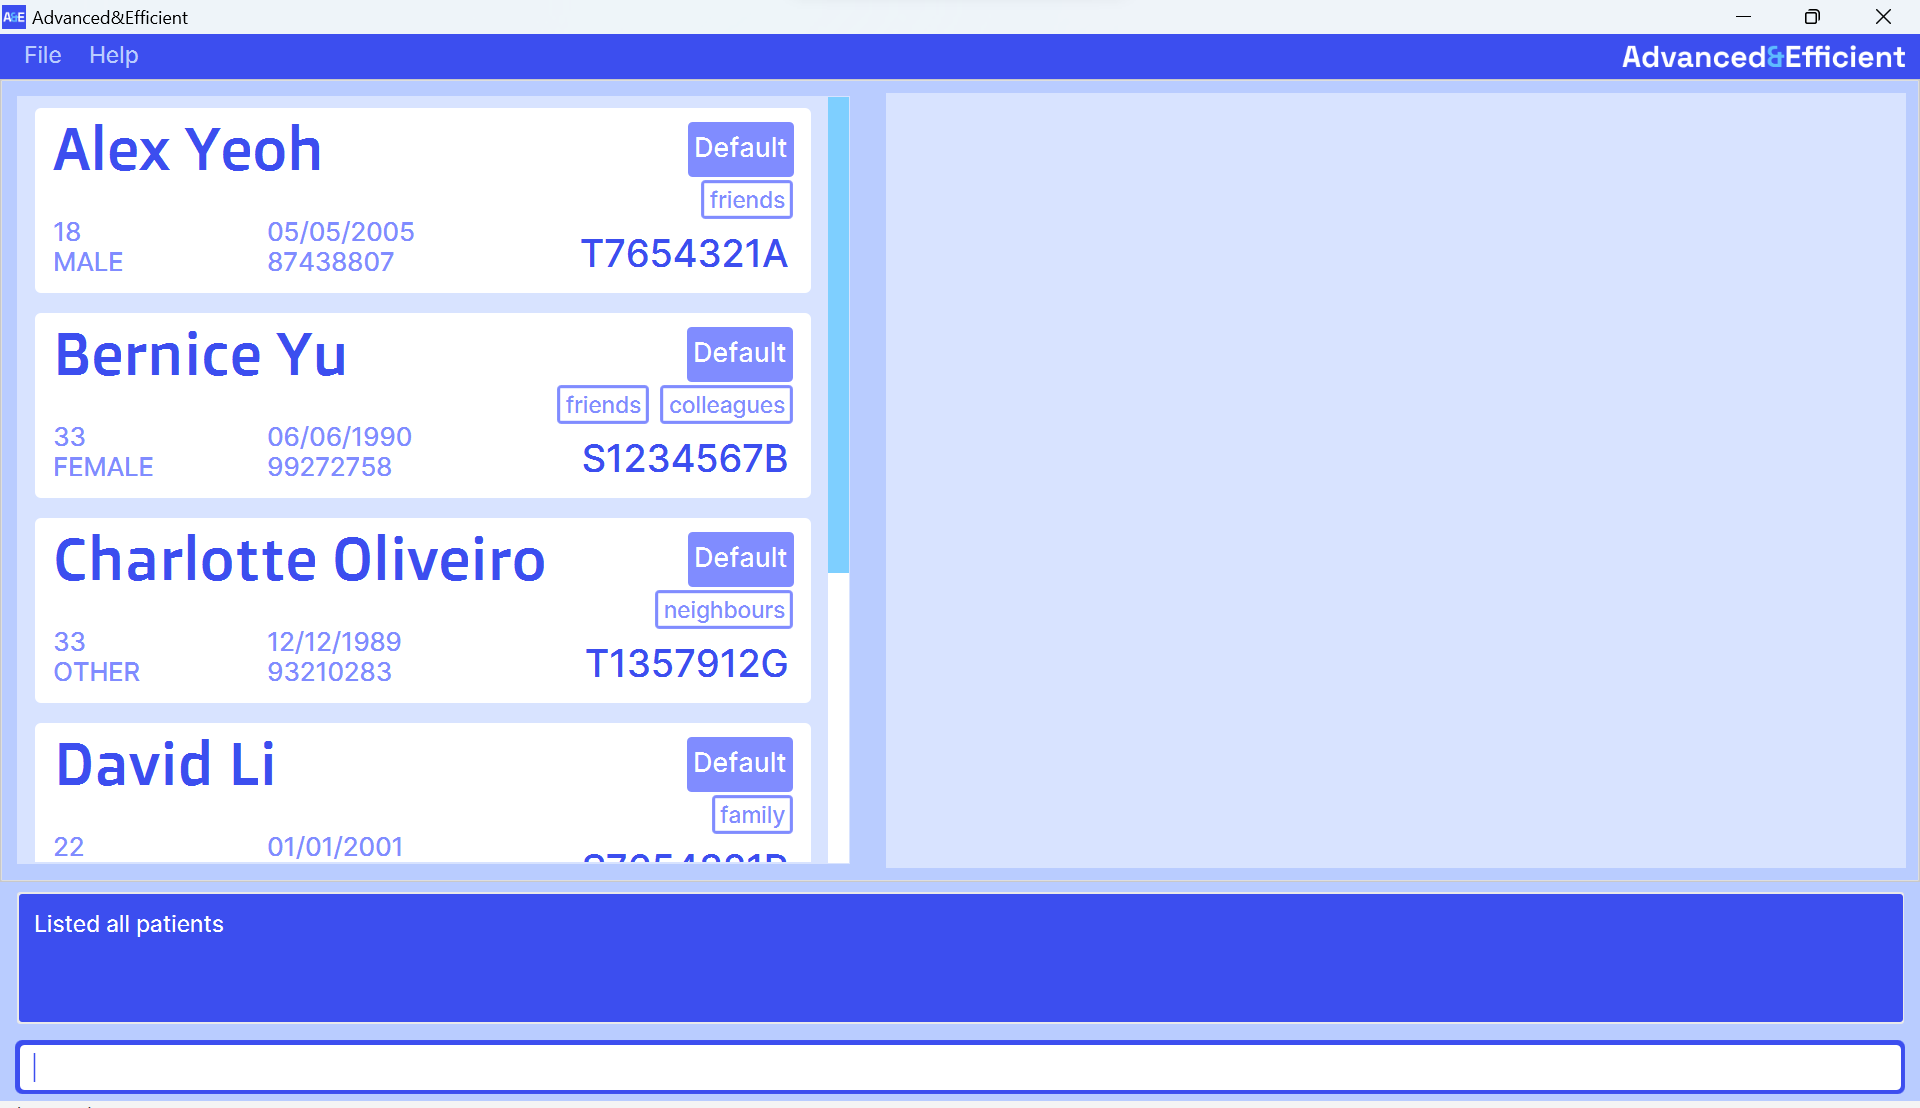 A&E Advanced&Efficient
File Help Advanced&Efficient
Alex Yeoh
Default
friends
18 05/05/2005
MALE 87438807
T7654321A
Bernice Yu
Default
friends colleagues
33 06/06/1990
FEMALE 99272758
S1234567B
Charlotte Oliveiro
Default
neighbours
33 12/12/1989
OTHER 93210283
T1357912G
David Li
Default
family
22 01/01/2001
Listed all patients